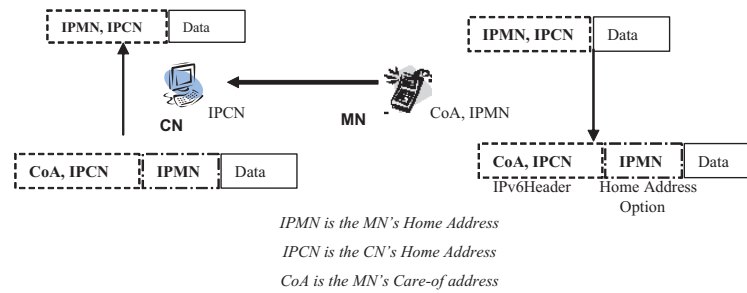 IPMN, IPCN Data
IPMN, IPCN Data
IPCN
CN
MN
CoA, IPMN
CoA, IPCN IPMN Data
CoA, IPCN IPMN Data
IPv6Header Home Address
Option
IPMN is the MN's Home Address
IPCN is the CN's Home Address
CoA is the MN's Care-of address